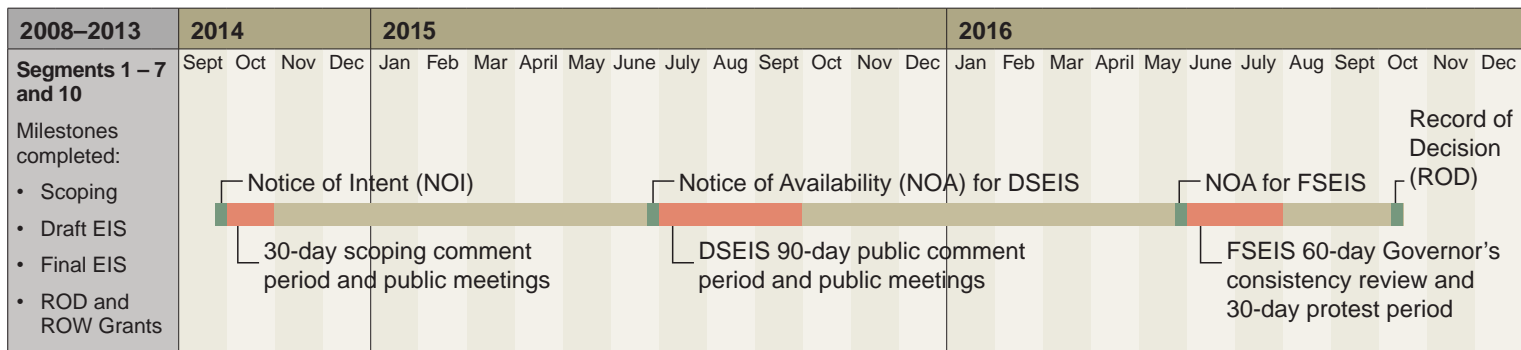 2008–2013
2014
2015
2016
Segments 1 – 7
and 10
Milestones
completed:
• Scoping
• Draft EIS
• Final EIS
• ROD and
ROW Grants
Sept Oct Nov Dec Jan Feb Mar April May June July Aug Sept Oct Nov Dec Jan Feb Mar April May June July Aug Sept Oct Nov Dec
Notice of Intent (NOI)
30-day scoping comment
period and public meetings
Notice of Availability (NOA) for DSEIS
DSEIS 90-day public comment
period and public meetings
NOA for FSEIS
FSEIS 60-day Governor’s
consistency review and
30-day protest period
Record of
Decision
(ROD)